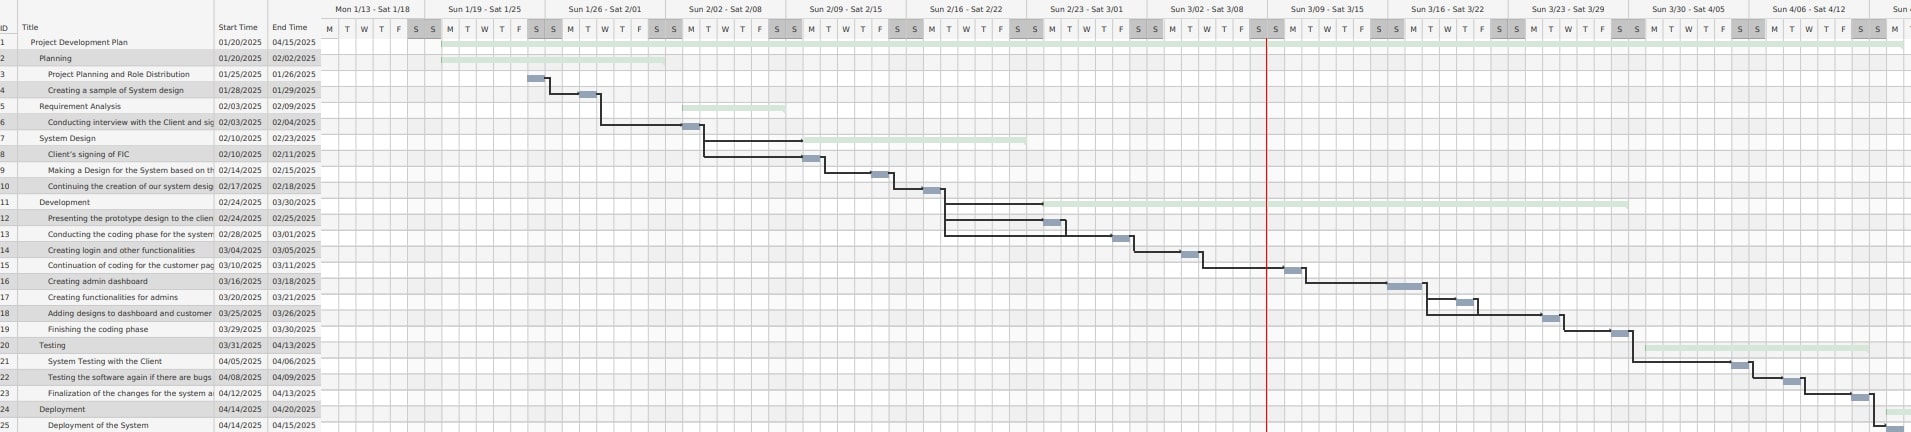 Mon 1/13 - Sat 1/18 Sun 1/19 - Sat 1/25 Sun 1/26 - Sat 2/01 Sun 2/02 - Sat 2/08 Sun 2/09 - Sat 2/15 Sun 2/16 - Sat 2/22 Sun 2/23 - Sat 3/01 Sun 3/02 - Sat 3/08 Sun 3/09 - Sat 3/15 Sun 3/16 - Sat 3/22 Sun 3/23 - Sat 3/29 Sun 3/30 - Sat 4/05 Sun 4/06 - Sat 4/12 Sun
ID Title Start Time End Time M T W T F S S M T W T F S S M T W T F S S M T W T F S S M T W T F S S M T W T F S S M T W T F S S M T W T F S S M T W T F S S M T W T F S S M T W T F S S M T W T F S S M T W T F S S M
1 Project Development Plan 01/20/2025 04/15/2025
2 Planning 01/20/2025 02/02/2025
3 Project Planning and Role Distribution 01/25/2025 01/26/2025
4 Creating a sample of System design 01/28/2025 01/29/2025
5 Requirement Analysis 02/03/2025 02/09/2025
6 Conducting interview with the Client and sig 02/03/2025 02/04/2025
7 System Design 02/10/2025 02/23/2025
8 Client's signing of FIC 02/10/2025 02/11/2025
9 Making a Design for the System based on th 02/14/2025 02/15/2025
10 Continuing the creation of our system desig 02/17/2025 02/18/2025
11 Development 02/24/2025 03/30/2025
12 Presenting the prototype design to the clien 02/24/2025 02/25/2025
13 Conducting the coding phase for the system 02/28/2025 03/01/2025
14 Creating login and other functionalities 03/04/2025 03/05/2025
15 Continuation of coding for the customer pag 03/10/2025 03/11/2025
16 Creating admin dashboard 03/16/2025 03/18/2025
17 Creating functionalities for admins 03/20/2025 03/21/2025
18 Adding designs to dashboard and customer 03/25/2025 03/26/2025
19 Finishing the coding phase 03/29/2025 03/30/2025
20 Testing 03/31/2025 04/13/2025
21 System Testing with the Client 04/05/2025 04/06/2025
22 Testing the software again if there are bugs 04/08/2025 04/09/2025
23 Finalization of the changes for the system a 04/12/2025 04/13/2025
24 Deployment 04/14/2025 04/20/2025
25 Deployment of the System 04/14/2025 04/15/2025